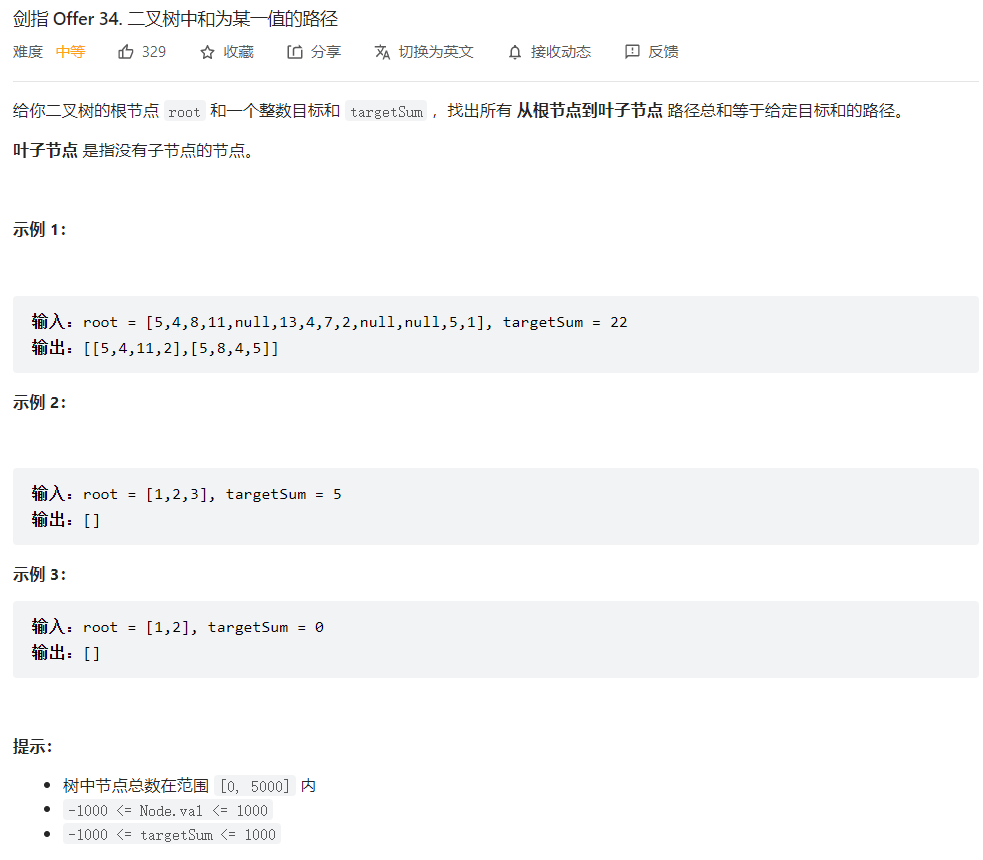 剑指 Offer 34. 二叉树中和为某一值的路径
难度 中等 329 收藏 分享 切换为英文 接收动态 反馈
给你二叉树的根节点 root 和一个整数目标和 targetSum ，找出所有 从根节点到叶子节点 路径总和等于给定目标和的路径。
叶子节点 是指没有子节点的节点。
示例 1：
输入：root = [5,4,8,11,null,13,4,7,2,null,null,5,1], targetSum = 22
输出：[[5,4,11,2],[5,8,4,5]]
示例 2：
输入：root = [1,2,3], targetSum = 5
输出：[]
示例 3：
输入：root = [1,2], targetSum = 0
输出：[]
提示：
• 树中节点总数在范围 [0, 5000] 内
• -1000 <= Node.val <= 1000
• -1000 <= targetSum <= 1000